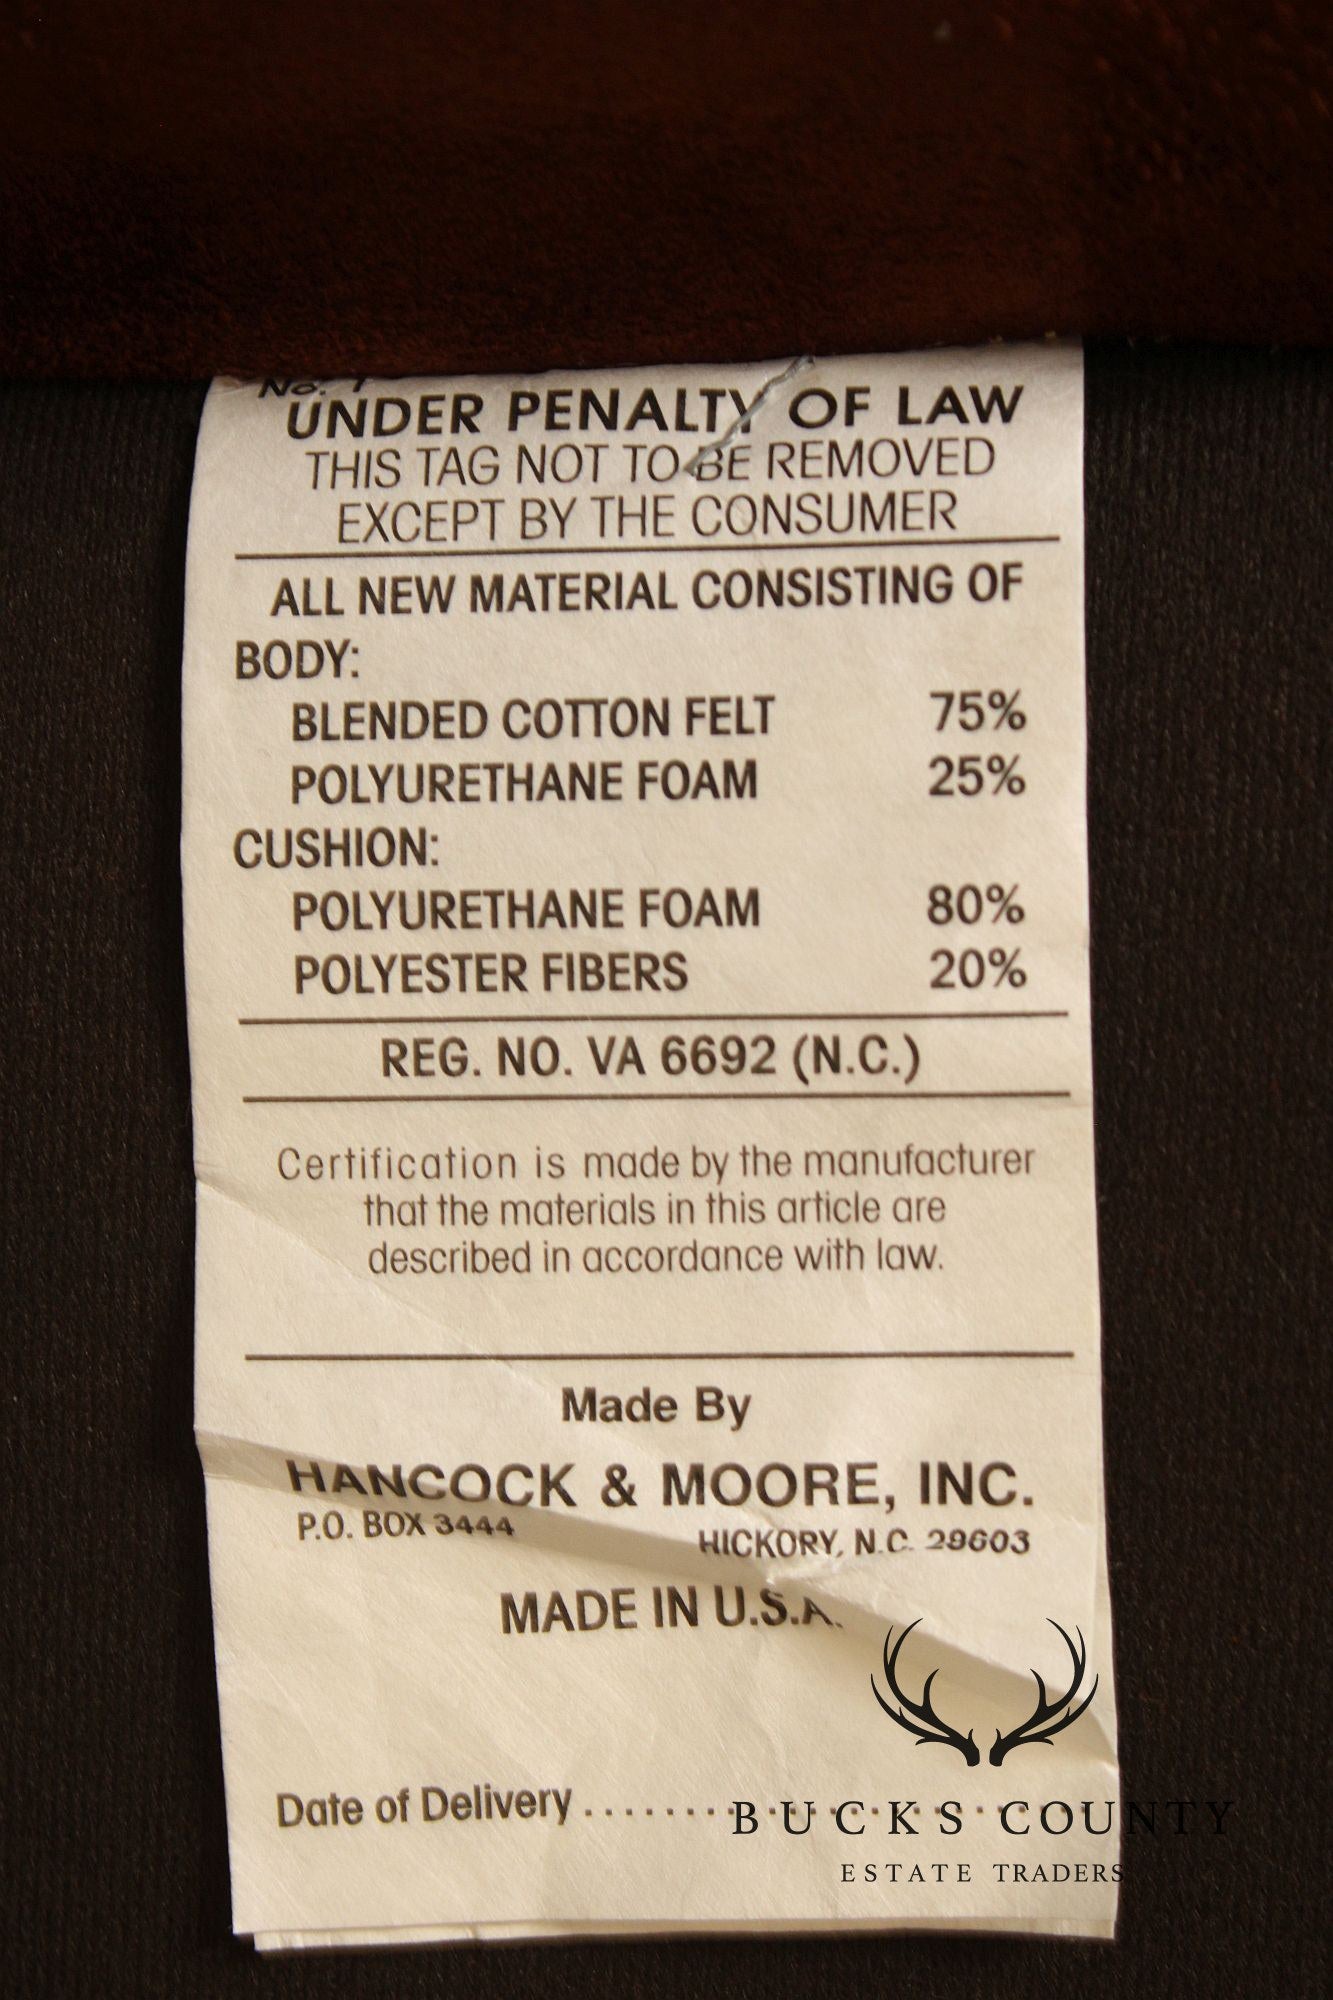 No. 1
UNDER PENALTY OF LAW
THIS TAG NOT TO BE REMOVED
EXCEPT BY THE CONSUMER
ALL NEW MATERIAL CONSISTING OF
BODY:
BLENDED COTTON FELT 75%
POLYURETHANE FOAM 25%
CUSHION:
POLYURETHANE FOAM 80%
POLYESTER FIBERS 20%
REG. NO. VA 6692 (N.C.)
Certification is made by the manufacturer
that the materials in this article are
described in accordance with law.
Made By
HANCOCK & MOORE, INC.
P.O. BOX 3444 HICKORY, N.C. 29603
MADE IN U.S.A.
Date of Delivery
BUCKS COUNTY
ESTATE TRADERS